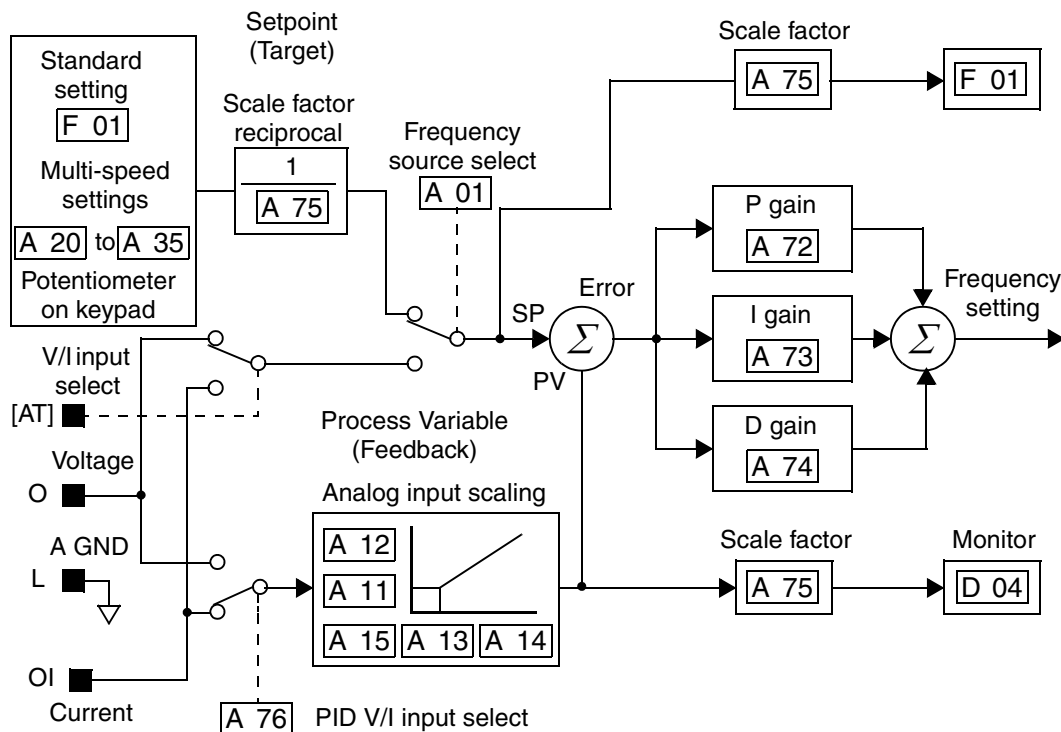 Setpoint
(Target)
Standard
setting
F 01
Multi-speed
settings
A 20 to A 35
Potentiometer
on keypad
Scale factor
reciprocal
1
A 75
Frequency
source select
A 01
Scale factor
A 75
F 01
P gain
A 72
I gain
A 73
D gain
A 74
Frequency
setting
SP
Error
Σ
PV
Σ
V/I input
select
[AT]
Voltage
O
A GND
L
OI
Current
Process Variable
(Feedback)
Analog input scaling
A 12
A 11
A 15 A 13 A 14
Scale factor
A 75
Monitor
D 04
A 76 PID V/I input select